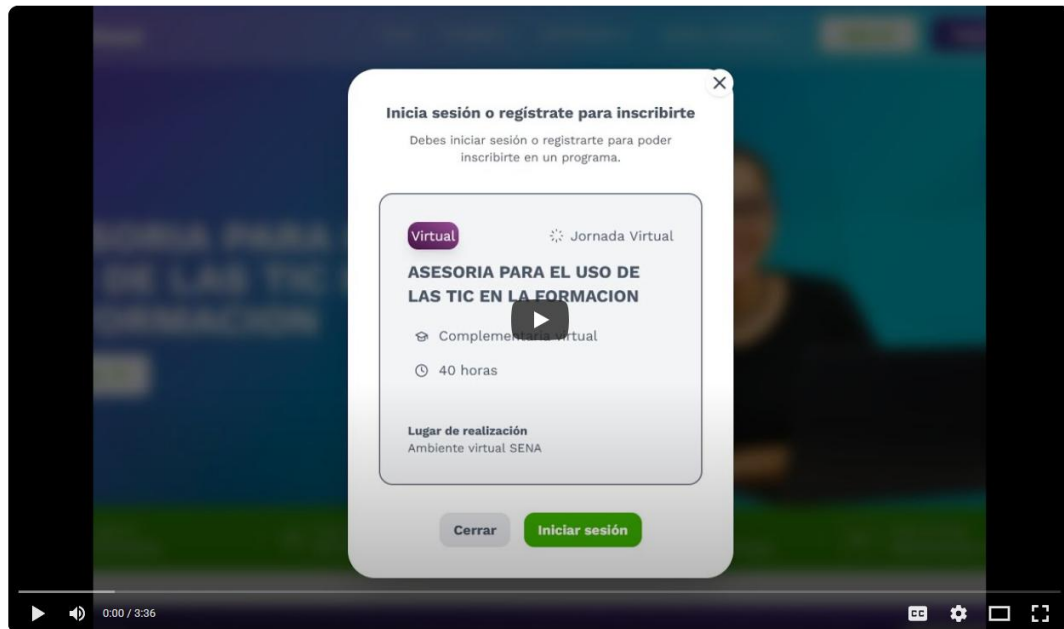 Inicia sesión o regístrate para inscribirte
Debes iniciar sesión o registrarte para poder
inscribirte en un programa.
Virtual
Jornada Virtual
ASESORIA PARA EL USO DE
LAS TIC EN LA FORMACION
Complementaria virtual
40 horas
Lugar de realización
Ambiente virtual SENA
Cerrar
Iniciar sesión
0:00 / 3:36
CC